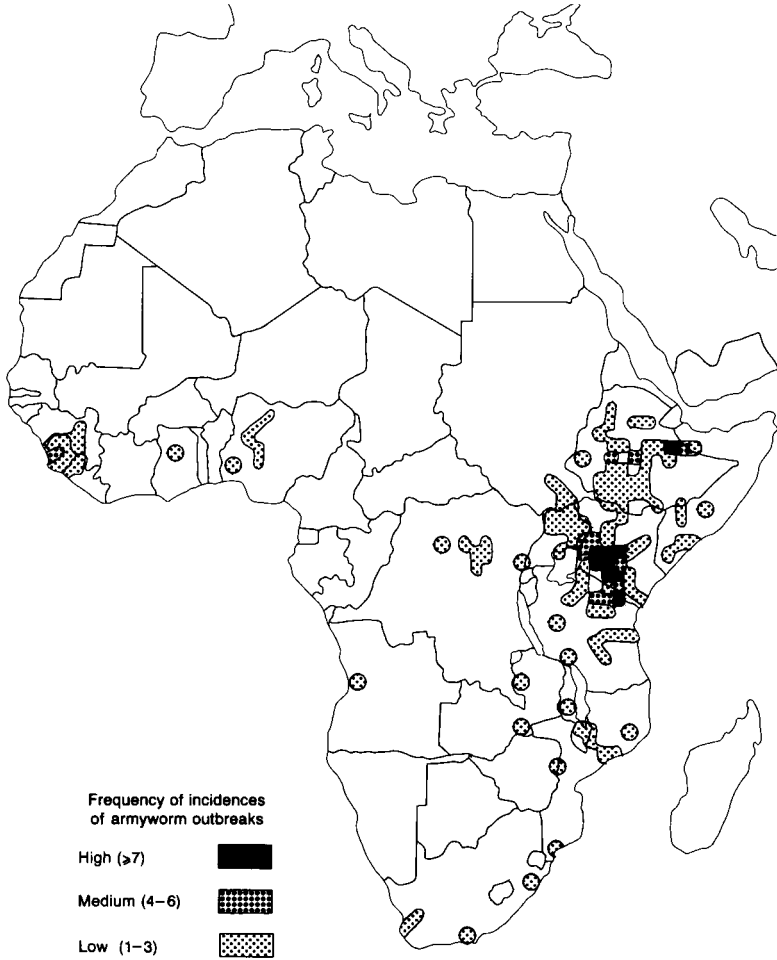 Frequency of incidences
of armyworm outbreaks
High (⩾7)
Medium (4–6)
Low (1–3)